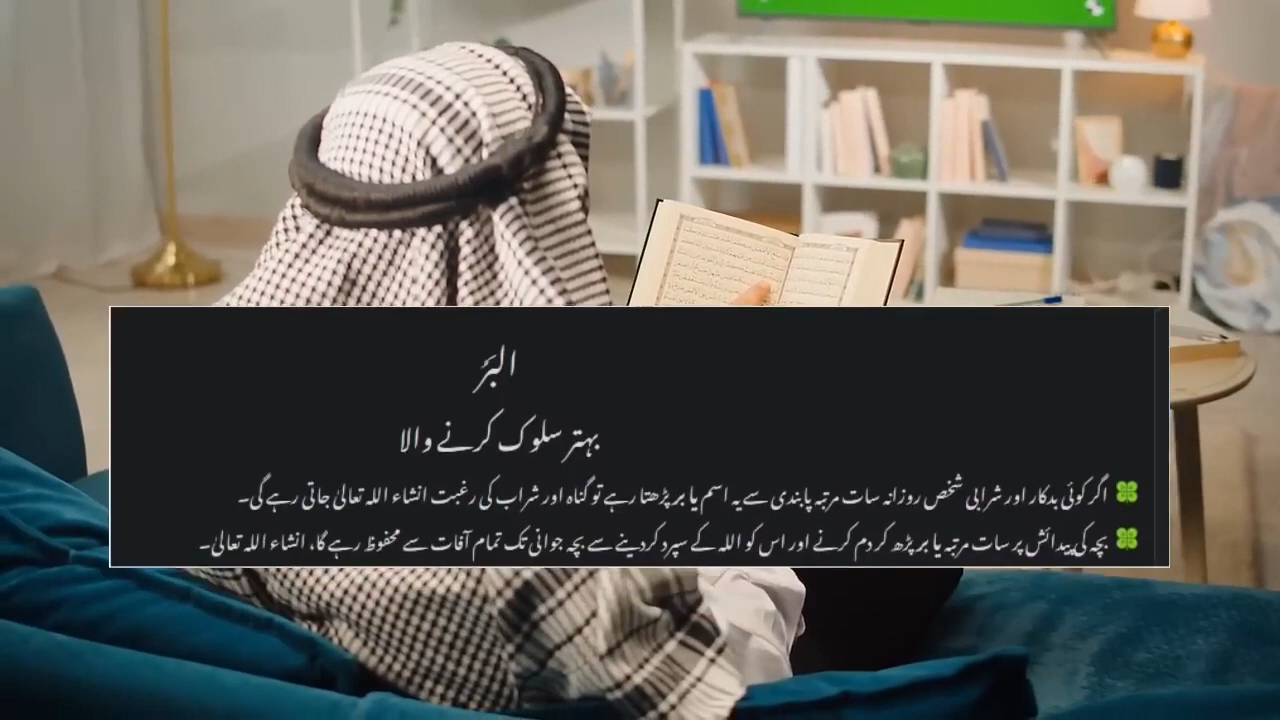 البَرُّ
بہتر سلوک کرنے والا
اگر کوئی بدکار اور شرابی شخص روزانہ سات مرتبہ پابندی سے یہ اسم یا بر پڑھتا رہے تو گناہ اور شراب کی رغبت انشاء اللہ تعالیٰ جاتی رہے گی۔
بچہ کی پیدائش پر سات مرتبہ یا بر پڑھ کر دم کرنے اور اس کو اللہ کے سپرد کردینے سے بچہ جوانی تک تمام آفات سے محفوظ رہے گا، انشاء اللہ تعالیٰ۔